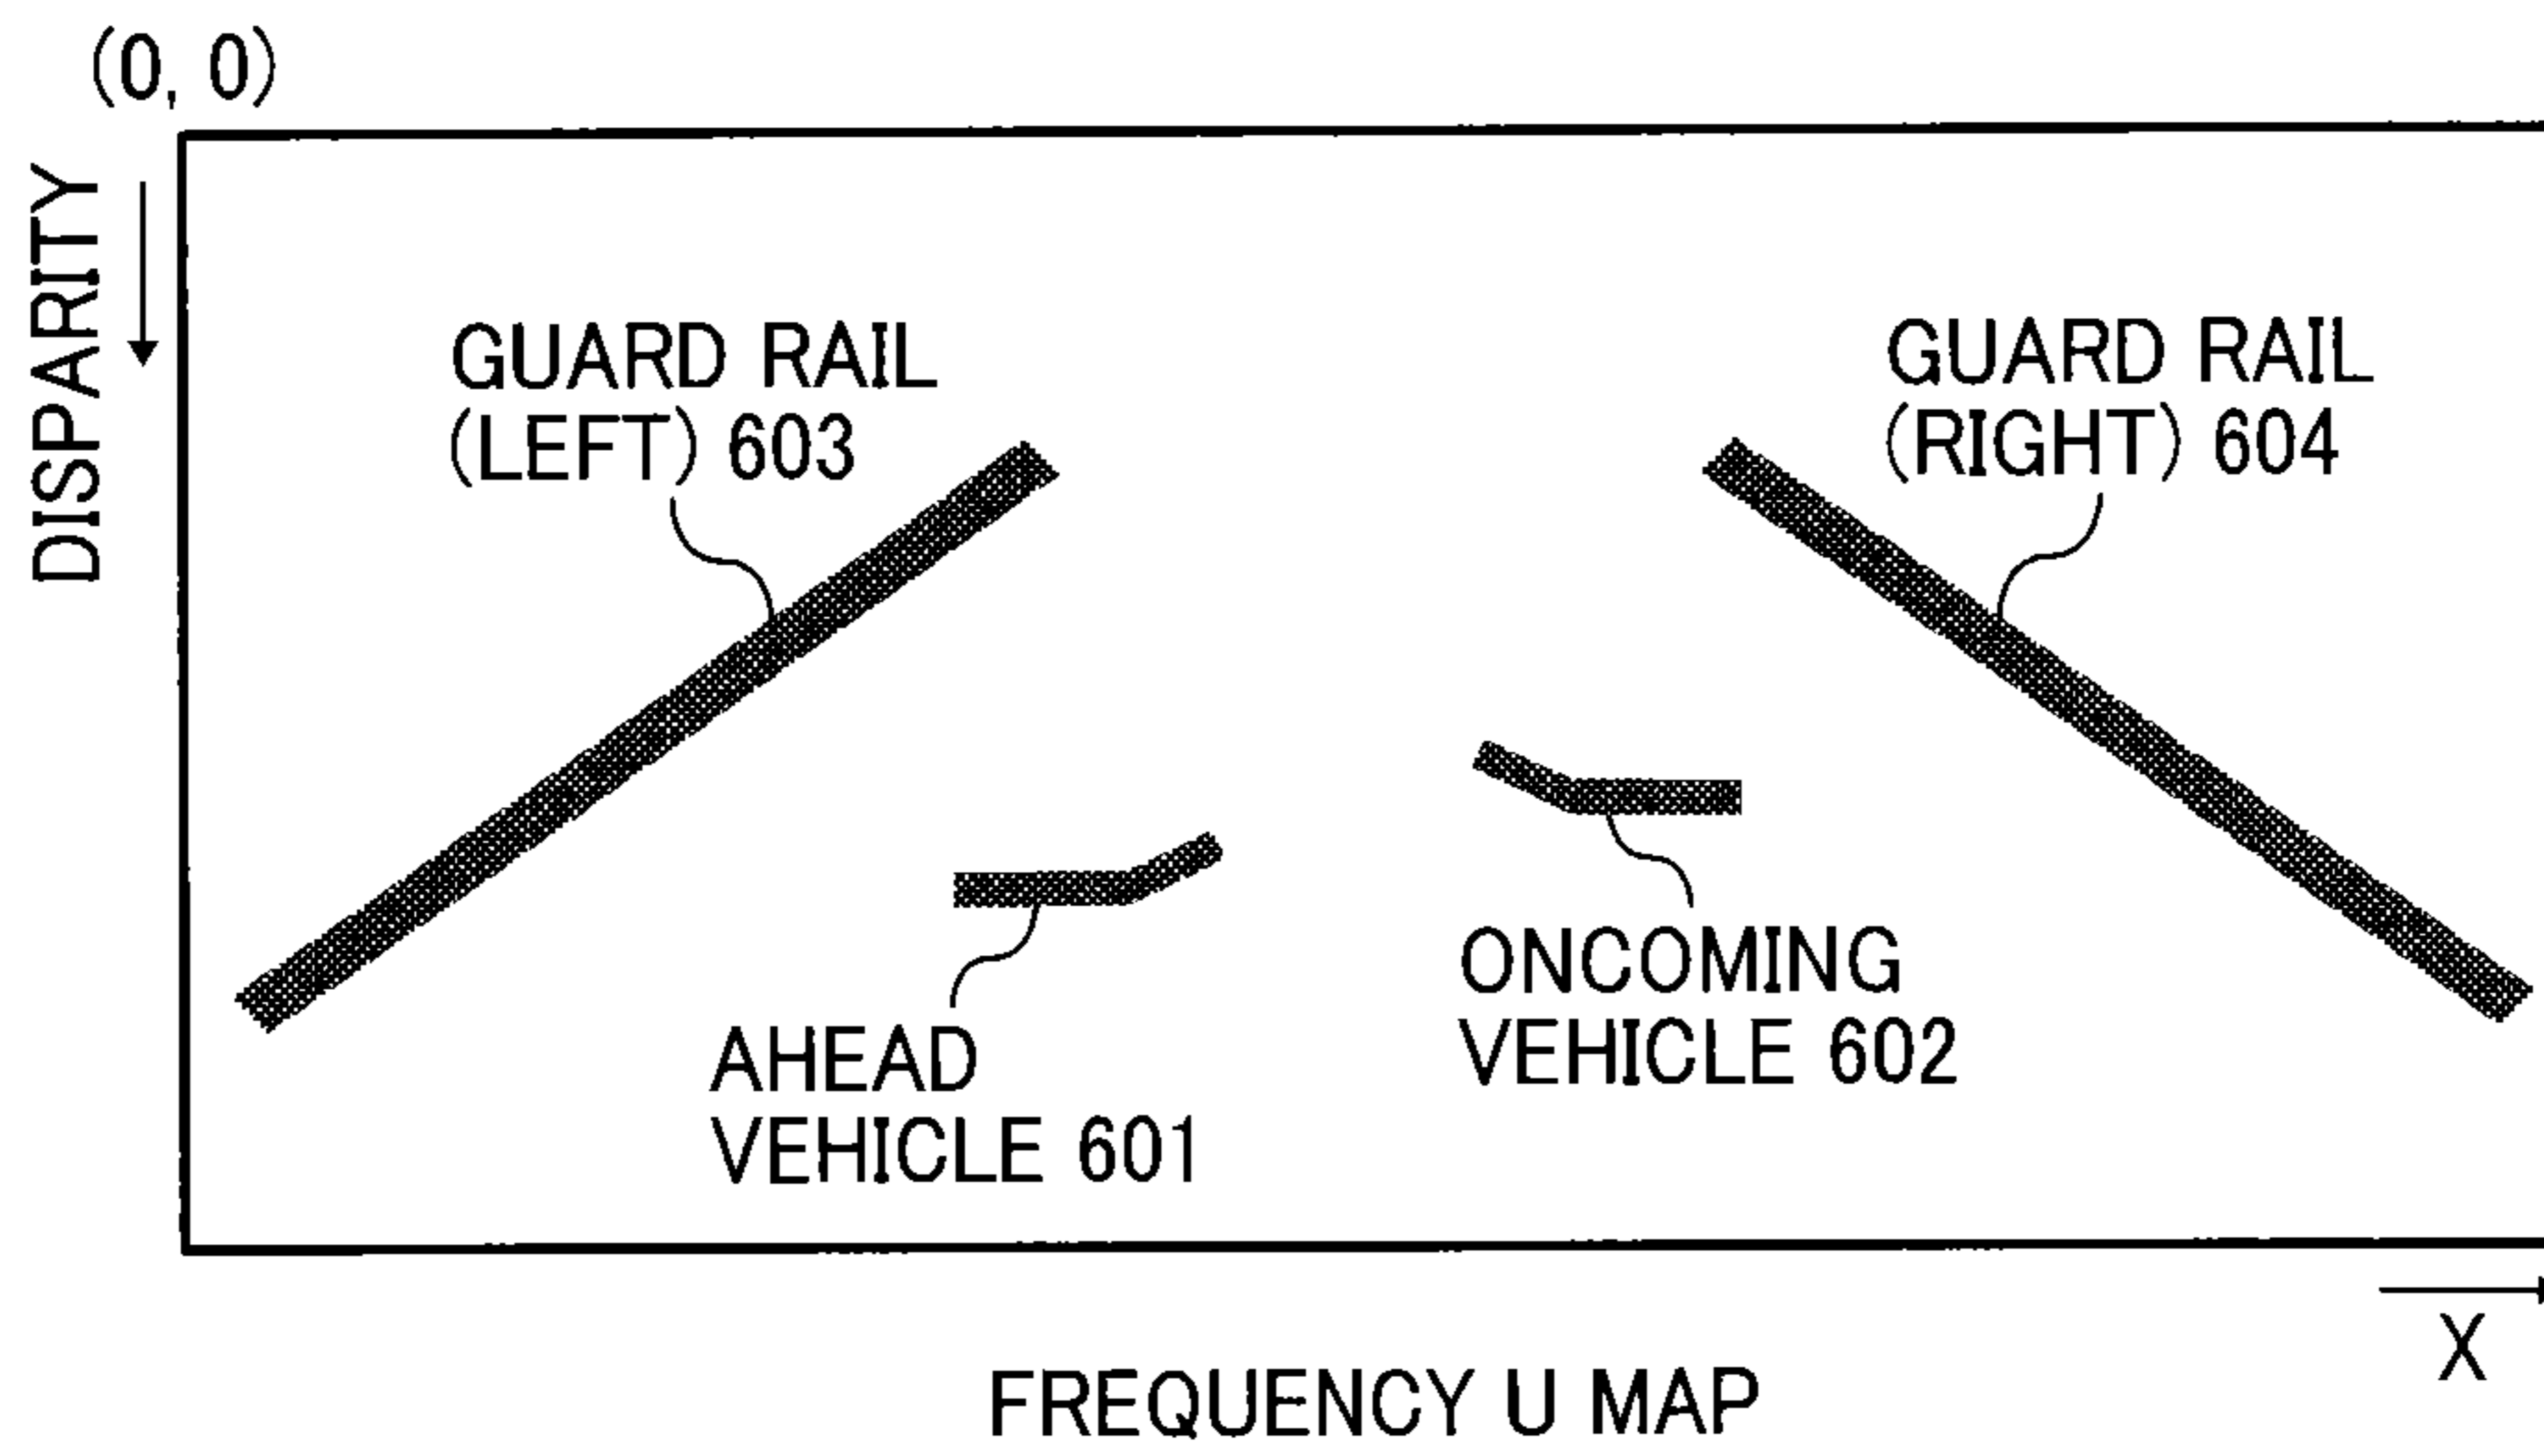 (0, 0)
DISPARITY
GUARD RAIL
(LEFT) 603
GUARD RAIL
(RIGHT) 604
AHEAD
VEHICLE 601
ONCOMING
VEHICLE 602
X
FREQUENCY U MAP